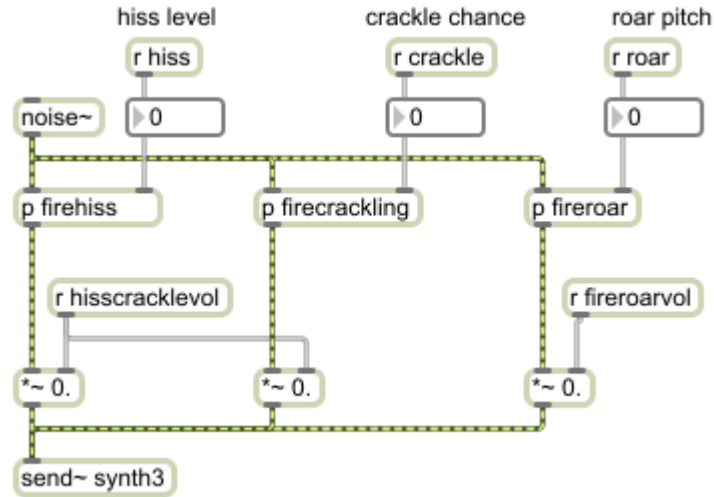 hiss level
crackle chance
roar pitch
r hiss
r crackle
r roar
noise~
0
0
0
p firehiss
p firecrackling
p fireroar
r hisscracklevol
r fireroarvol
*~ 0.
*~ 0.
*~ 0.
send~ synth3